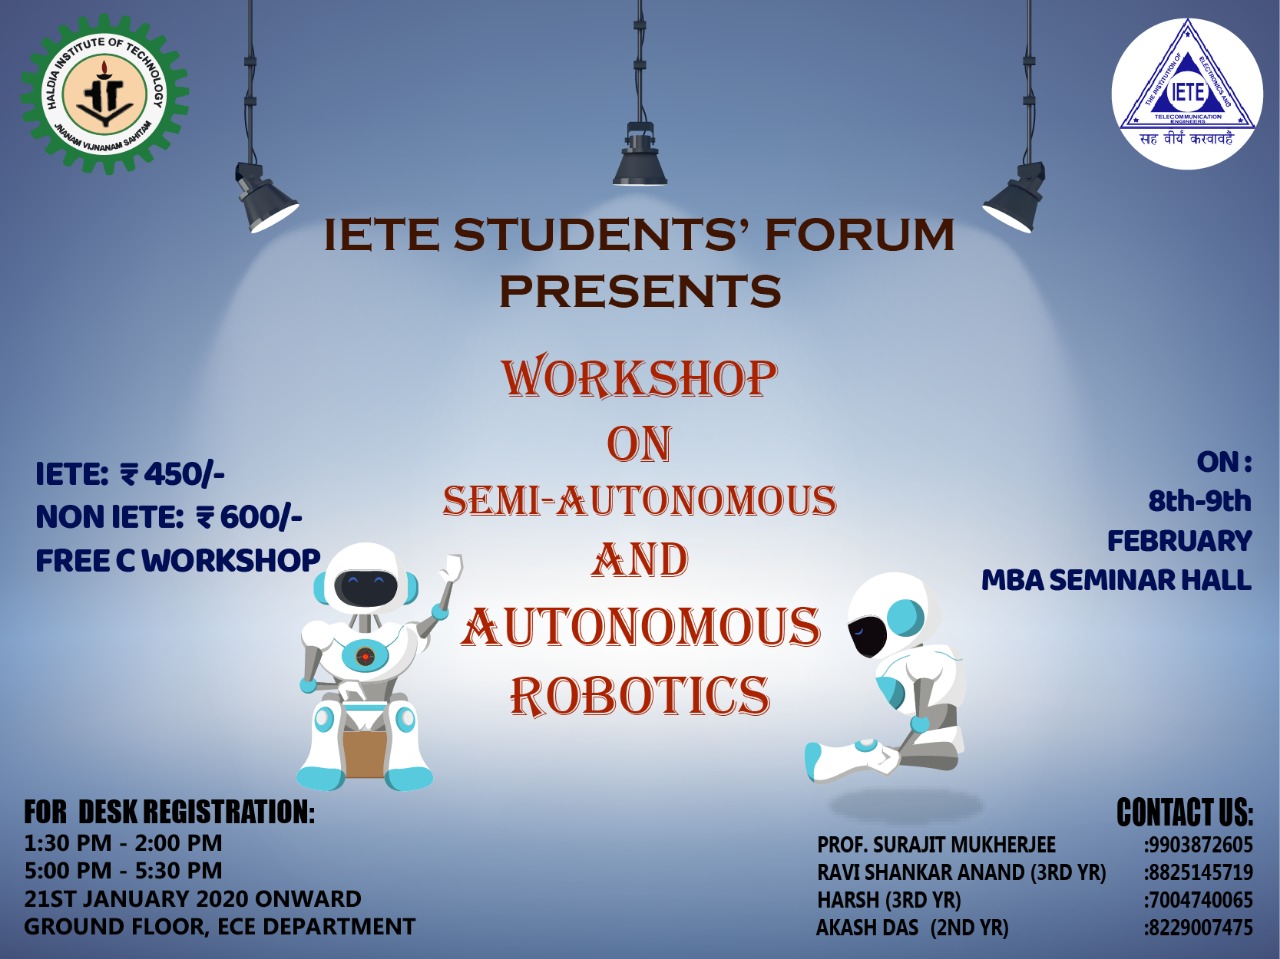 HALDIA INSTITUTE OF TECHNOLOGY
JNANAM VIJNANAM SAHITAM
THE INSTITUTION OF ELECTRONICS AND
IETE
TELECOMMUNICATION
ENGINEERS
सह वीर्यं करवावहै
IETE STUDENTS’ FORUM
PRESENTS
WORKSHOP
ON
SEMI-AUTONOMOUS
AND
AUTONOMOUS
ROBOTICS
IETE: ₹ 450/-
NON IETE: ₹ 600/-
FREE C WORKSHOP
ON :
8th-9th
FEBRUARY
MBA SEMINAR HALL
FOR DESK REGISTRATION:
1:30 PM - 2:00 PM
5:00 PM - 5:30 PM
21ST JANUARY 2020 ONWARD
GROUND FLOOR, ECE DEPARTMENT
CONTACT US:
PROF. SURAJIT MUKHERJEE :9903872605
RAVI SHANKAR ANAND (3RD YR) :8825145719
HARSH (3RD YR) :7004740065
AKASH DAS (2ND YR) :8229007475